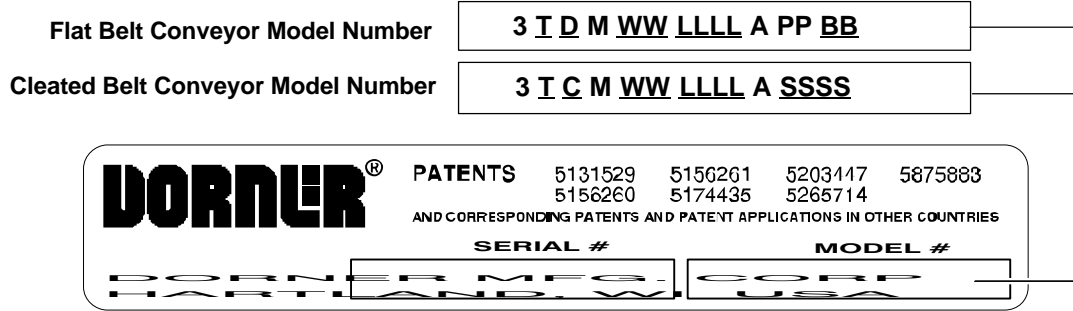 Flat Belt Conveyor Model Number 3 T D M WW LLLL A PP BB
Cleated Belt Conveyor Model Number 3 T C M WW LLLL A SSSS
DORNER® PATENTS 5131529 5156261 5203447 5875883
5156260 5174435 5265714
AND CORRESPONDING PATENTS AND PATENT APPLICATIONS IN OTHER COUNTRIES
SERIAL # MODEL #
DORNER MFG. CORP
HARTLAND, WI USA